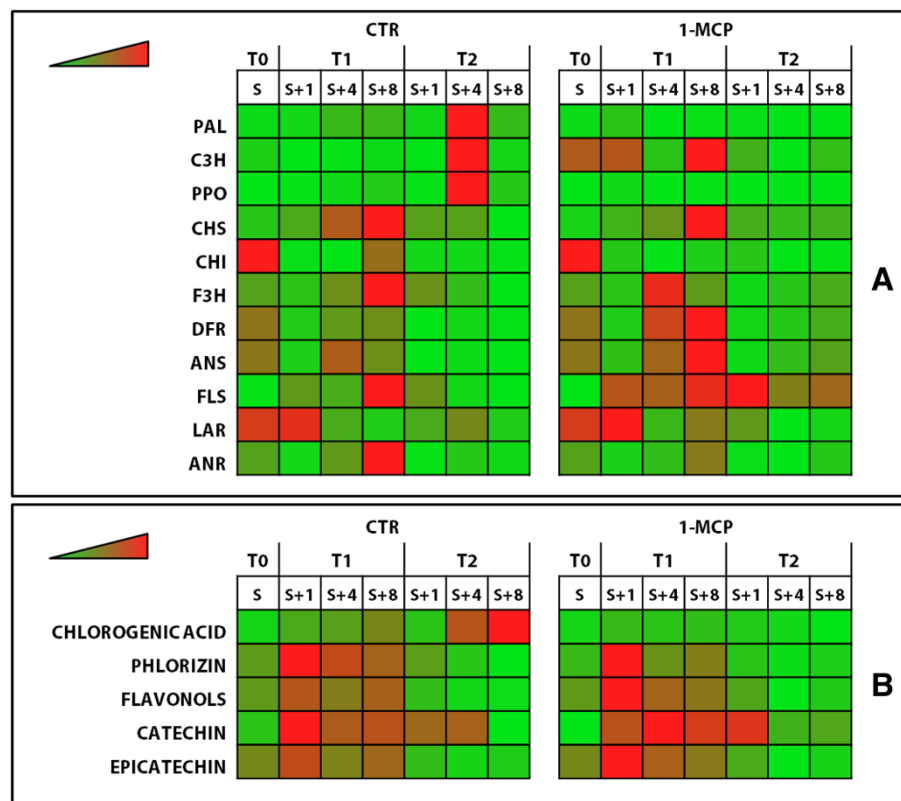 CTR 1-MCP
T0 T1 T2 T0 T1 T2
S S+1 S+4 S+8 S+1 S+4 S+8 S S+1 S+4 S+8 S+1 S+4 S+8
PAL
C3H
PPO
CHS
CHI
F3H
A
DFR
ANS
FLS
LAR
ANR
CTR 1-MCP
T0 T1 T2 T0 T1 T2
S S+1 S+4 S+8 S+1 S+4 S+8 S S+1 S+4 S+8 S+1 S+4 S+8
CHLOROGENIC ACID
PHLORIZIN
B
FLAVONOLS
CATECHIN
EPICATECHIN